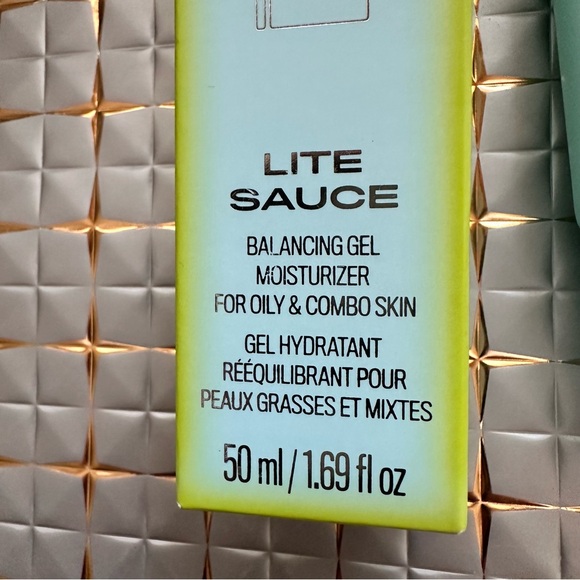 LITE
SAUCE
BALANCING GEL
MOISTURIZER
FOR OILY & COMBO SKIN
GEL HYDRATANT
RÉÉQUILIBRANT POUR
PEAUX GRASSES ET MIXTES
50 ml / 1.69 fl oz